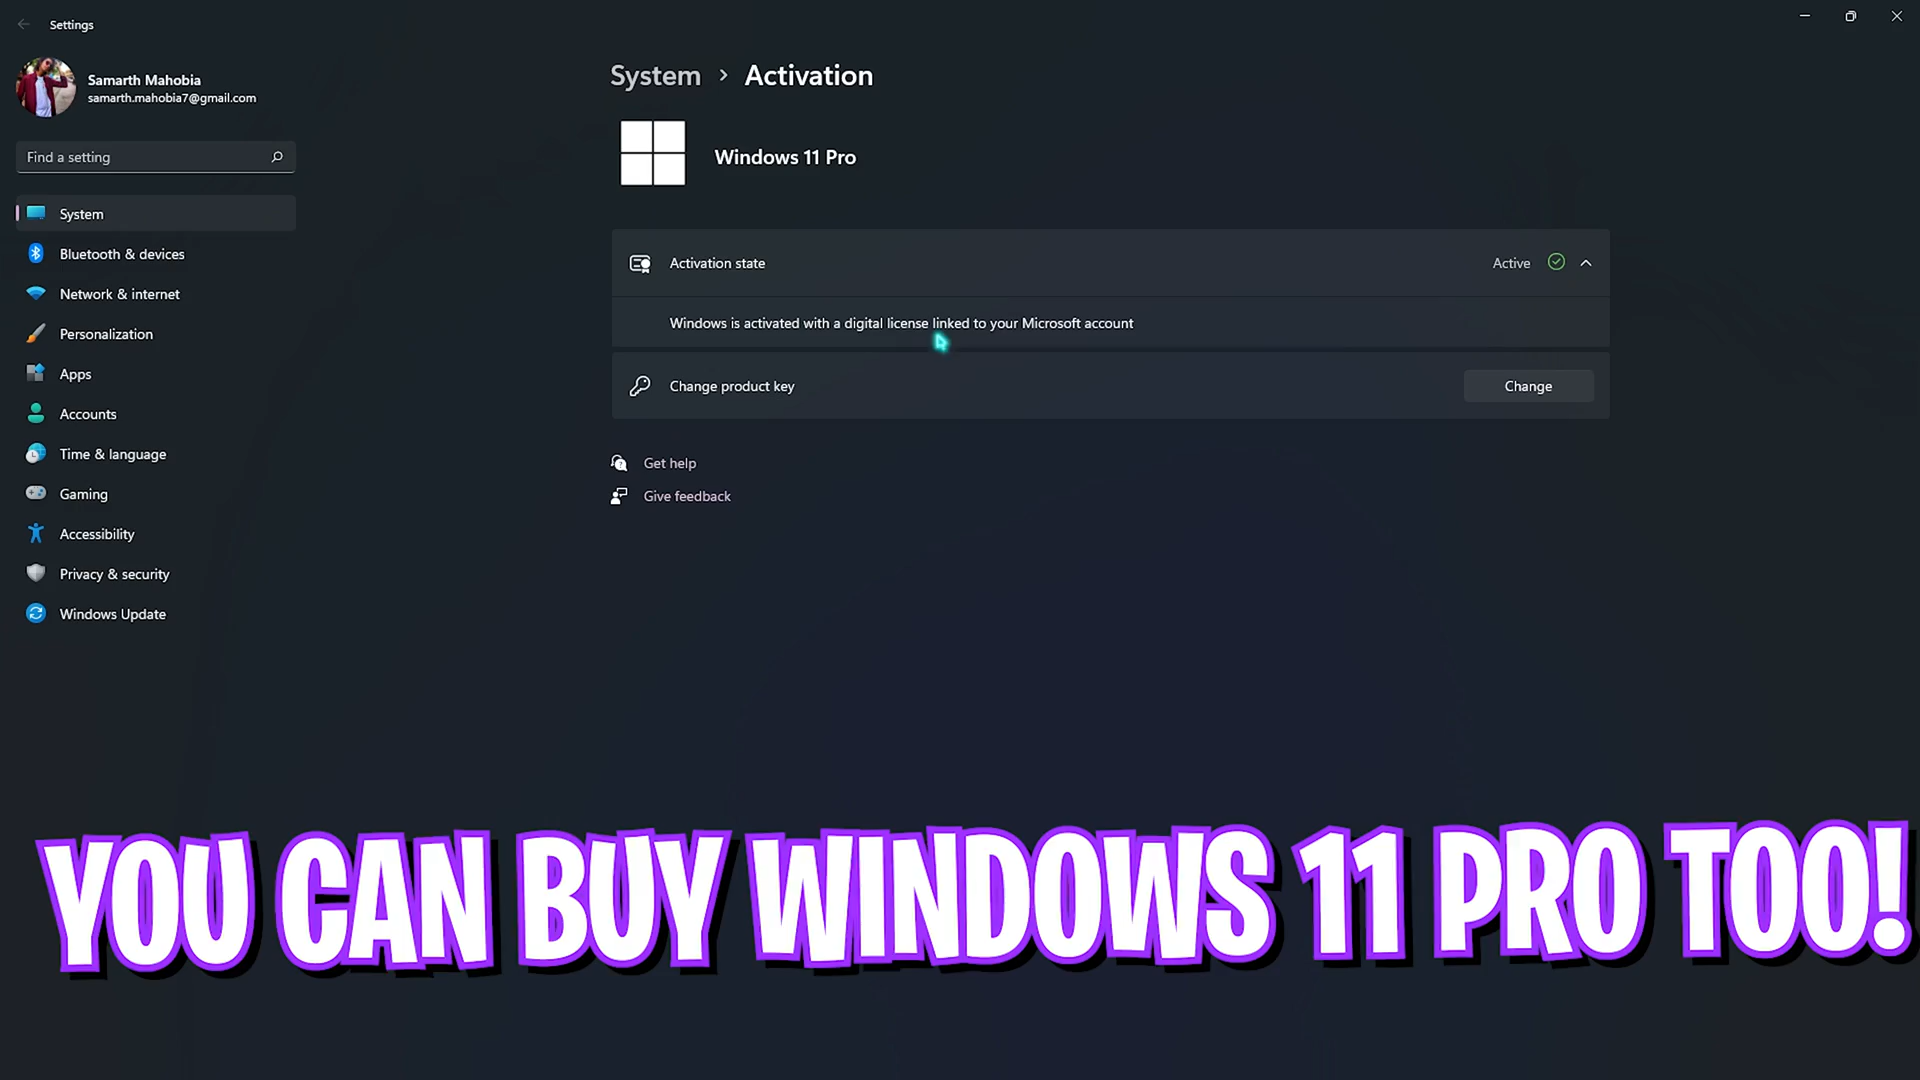 Settings
Samarth Mahobia
samarth.mahobia7@gmail.com
Find a setting
System
Bluetooth & devices
Network & internet
Personalization
Apps
Accounts
Time & language
Gaming
Accessibility
Privacy & security
Windows Update
System > Activation
Windows 11 Pro
Activation state Active
Windows is activated with a digital license linked to your Microsoft account
Change product key Change
Get help
Give feedback
YOU CAN BUY WINDOWS 11 PRO TOO!